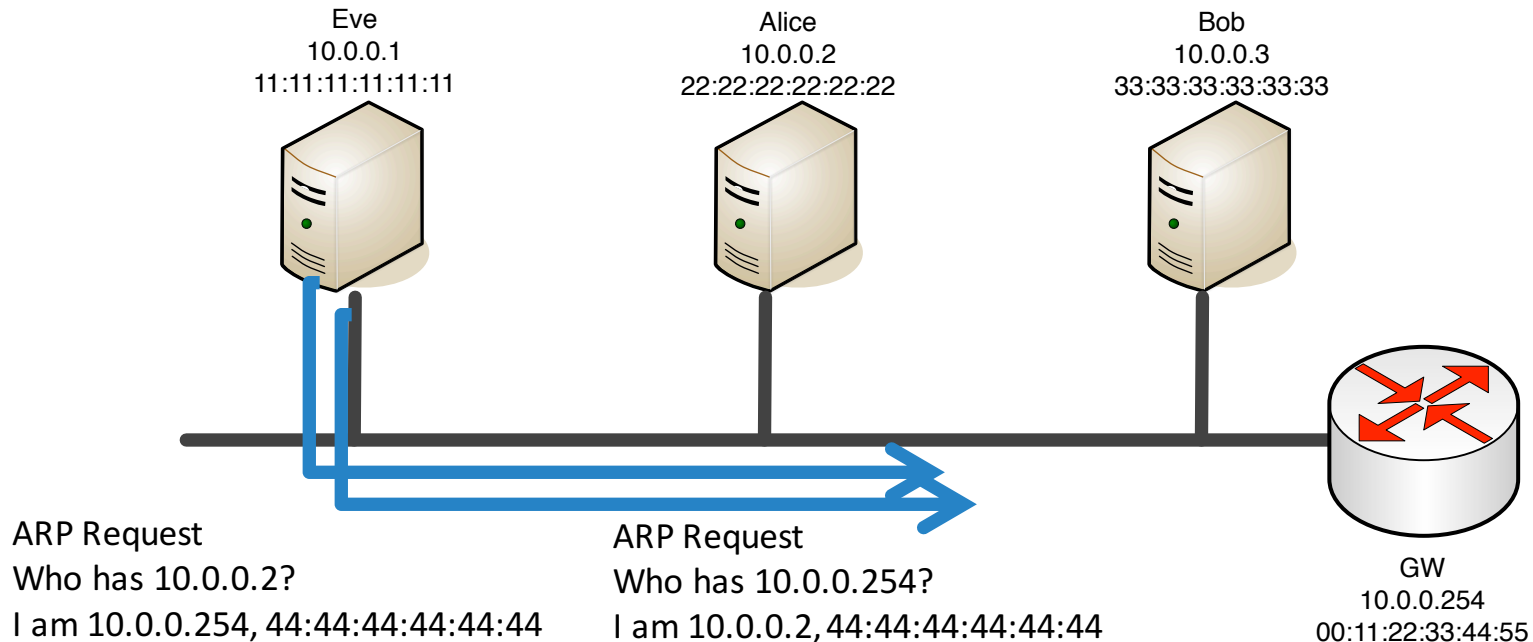 Eve
10.0.0.1
11:11:11:11:11:11
Alice
10.0.0.2
22:22:22:22:22:22
Bob
10.0.0.3
33:33:33:33:33:33
ARP Request
Who has 10.0.0.2?
I am 10.0.0.254, 44:44:44:44:44:44
ARP Request
Who has 10.0.0.254?
I am 10.0.0.2, 44:44:44:44:44:44
GW
10.0.0.254
00:11:22:33:44:55